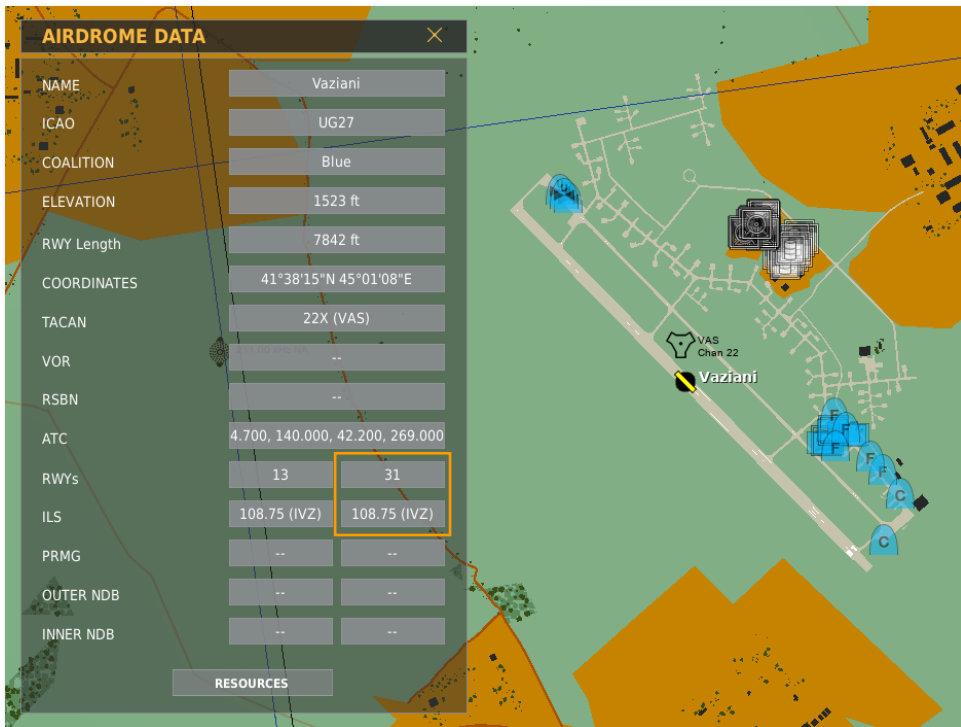 AIRDROME DATA
NAME Vaziani
ICAO UG27
COALITION Blue
ELEVATION 1523 ft
RWY Length 7842 ft
COORDINATES 41°38'15"N 45°01'08"E
TACAN 22X (VAS)
VOR --
RSBN --
ATC 4.700, 140.000, 42.200, 269.000
RWYs 13 31
ILS 108.75 (IVZ) 108.75 (IVZ)
PRMG -- --
OUTER NDB -- --
INNER NDB -- --
RESOURCES
VAS
Chan 22
Vaziani
F
F
F
F
F
C
C